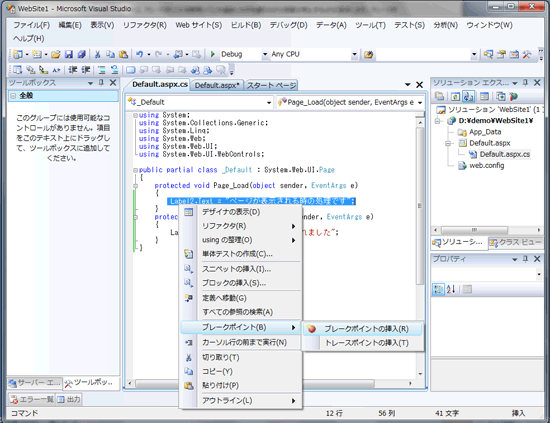 WebSite1 - Microsoft Visual Studio
ファイル(F) 編集(E) 表示(V) リファクタ(R) Web サイト(S) ビルド(B) デバッグ(D) データ(A) ツール(T) テスト(S) 分析(N) ウィンドウ(W)
ヘルプ(H)
Debug Any CPU
ツールボックス
全般
このグループには使用可能なコ
ントロールがありません。項目
をこのテキスト上にドラッグし
て、ツールボックスに追加して
ください。
サーバー エ... ツールボッ...
Default.aspx.cs Default.aspx* スタート ページ
_Default Page_Load(object sender, EventArgs e
using System;
using System.Collections.Generic;
using System.Linq;
using System.Web;
using System.Web.UI;
using System.Web.UI.WebControls;
public partial class _Default : System.Web.UI.Page
{
protected void Page_Load(object sender, EventArgs e)
{
Label2.Text = "ページが表示される時の処理です";
}
prote sender, EventArgs e)
{
La れました";
}
}
デザイナの表示(D)
リファクタ(R)
using の整理(O)
単体テストの作成(C)...
スニペットの挿入(I)...
ブロックの挿入(S)...
定義へ移動(G)
すべての参照の検索(A)
ブレークポイント(B)
カーソル行の前まで実行(N)
切り取り(T)
コピー(Y)
貼り付け(P)
アウトライン(L)
ブレークポイントの挿入(R)
トレースポイントの挿入(T)
ソリューション エクス...
ソリューション 'WebSite1' (
D:¥demo¥WebSite1¥
App_Data
Default.aspx
Default.aspx.cs
web.config
ソリューシ... クラス ビュー
プロパティ
エラー一覧 出力
コマンド 12 行 56 列 41 文字 挿入